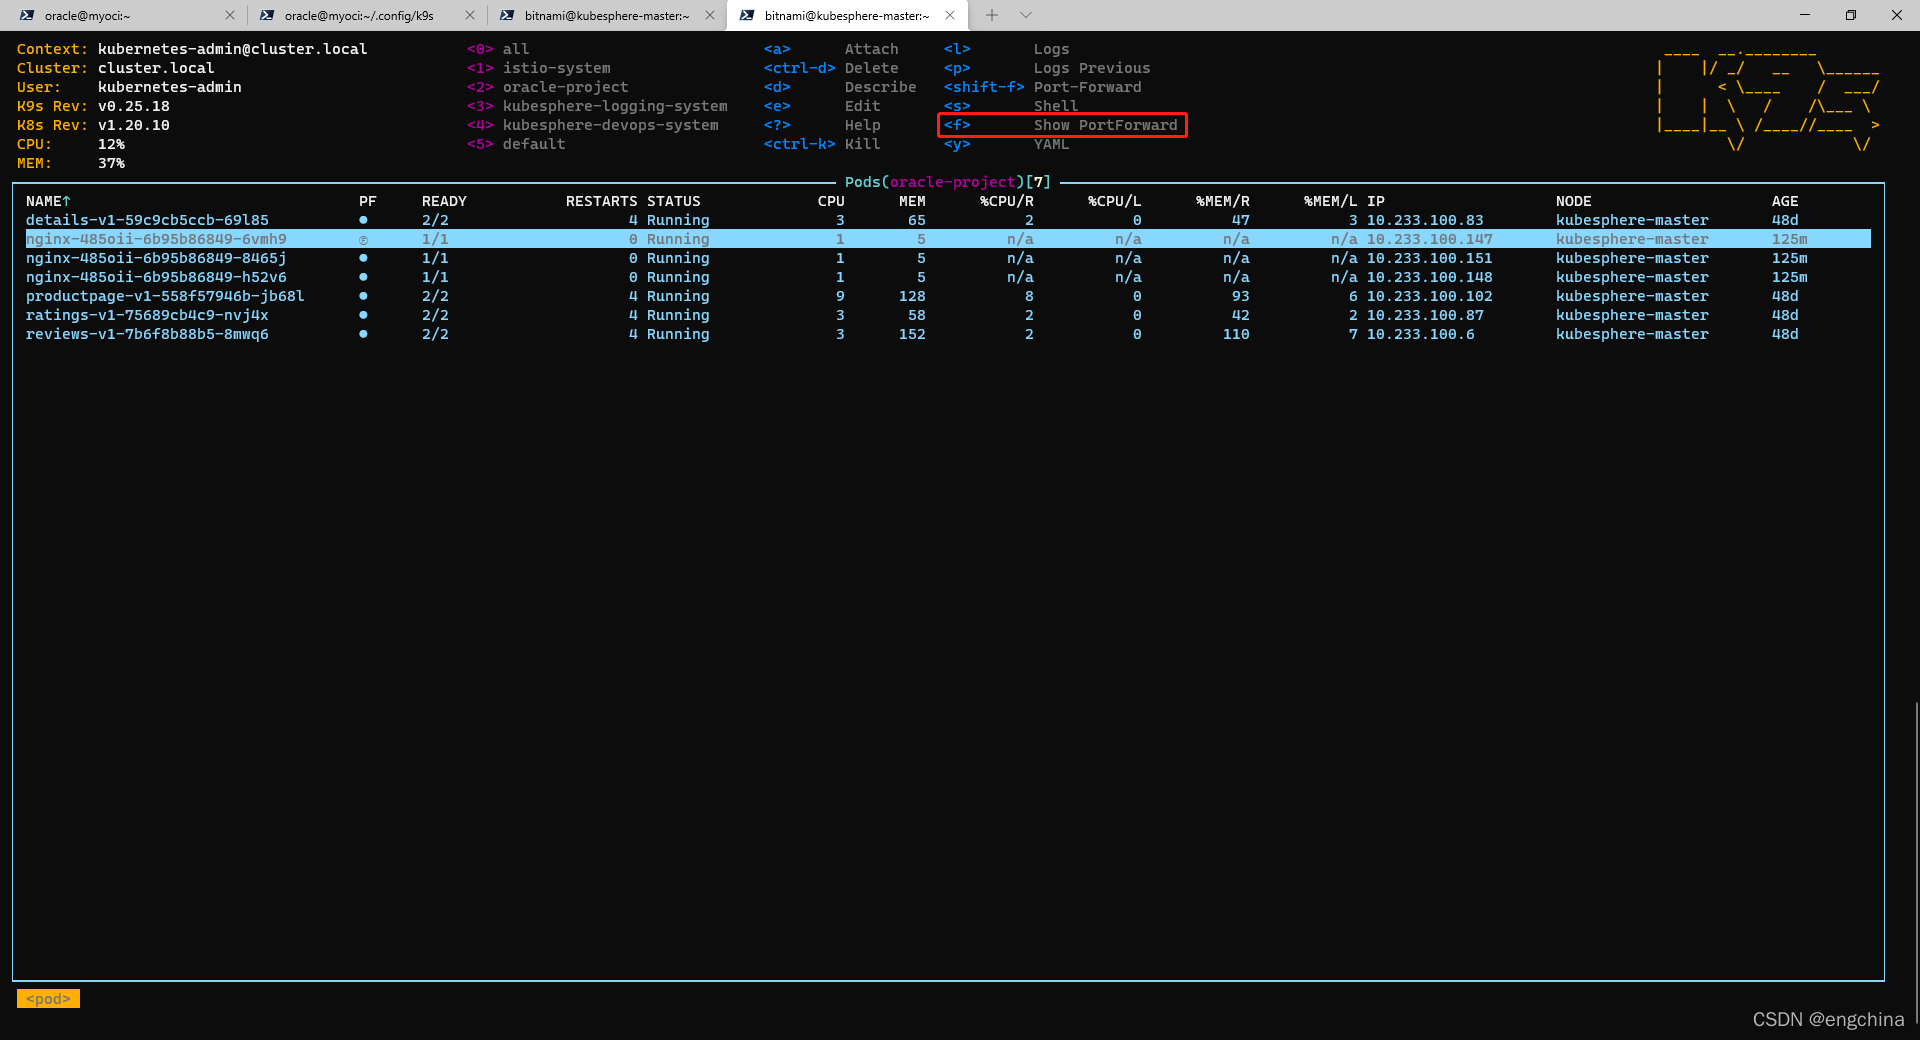 oracle@myoci:~
oracle@myoci:~/.config/k9s
bitnami@kubesphere-master:~
bitnami@kubesphere-master:~
Context: kubernetes-admin@cluster.local <0> all <a> Attach <l> Logs
Cluster: cluster.local <1> istio-system <ctrl-d> Delete <p> Logs Previous
User: kubernetes-admin <2> oracle-project <d> Describe <shift-f> Port-Forward
K9s Rev: v0.25.18 <3> kubesphere-logging-system <e> Edit <s> Shell
K8s Rev: v1.20.10 <4> kubesphere-devops-system <?> Help <f> Show PortForward
CPU: 12% <5> default <ctrl-k> Kill <y> YAML
MEM: 37%
Pods(oracle-project)[7]
NAME↑ PF READY RESTARTS STATUS CPU MEM %CPU/R %CPU/L %MEM/R %MEM/L IP NODE AGE
details-v1-59c9cb5ccb-69l85 ● 2/2 4 Running 3 65 2 0 47 3 10.233.100.83 kubesphere-master 48d
nginx-485oii-6b95b86849-6vmh9 Ⓟ 1/1 0 Running 1 5 n/a n/a n/a n/a 10.233.100.147 kubesphere-master 125m
nginx-485oii-6b95b86849-8465j ● 1/1 0 Running 1 5 n/a n/a n/a n/a 10.233.100.151 kubesphere-master 125m
nginx-485oii-6b95b86849-h52v6 ● 1/1 0 Running 1 5 n/a n/a n/a n/a 10.233.100.148 kubesphere-master 125m
productpage-v1-558f57946b-jb68l ● 2/2 4 Running 9 128 8 0 93 6 10.233.100.102 kubesphere-master 48d
ratings-v1-75689cb4c9-nvj4x ● 2/2 4 Running 3 58 2 0 42 2 10.233.100.87 kubesphere-master 48d
reviews-v1-7b6f8b88b5-8mwq6 ● 2/2 4 Running 3 152 2 0 110 7 10.233.100.6 kubesphere-master 48d
<pod>
CSDN @engchina